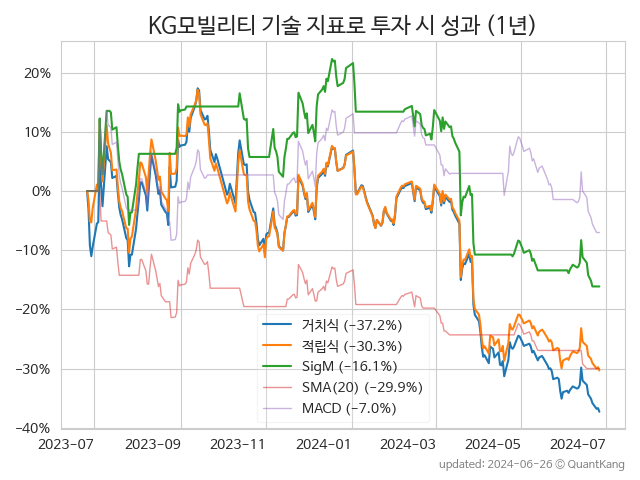 KG모빌리티 기술 지표로 투자 시 성과 (1년)
20%
10%
0%
−10%
−20%
−30%
−40%
거치식 (−37.2%)
적립식 (−30.3%)
SigM (−16.1%)
SMA(20) (−29.9%)
MACD (−7.0%)
2023-07 2023-09 2023-11 2024-01 2024-03 2024-05 2024-07
updated: 2024-06-26 ⓒ QuantKang